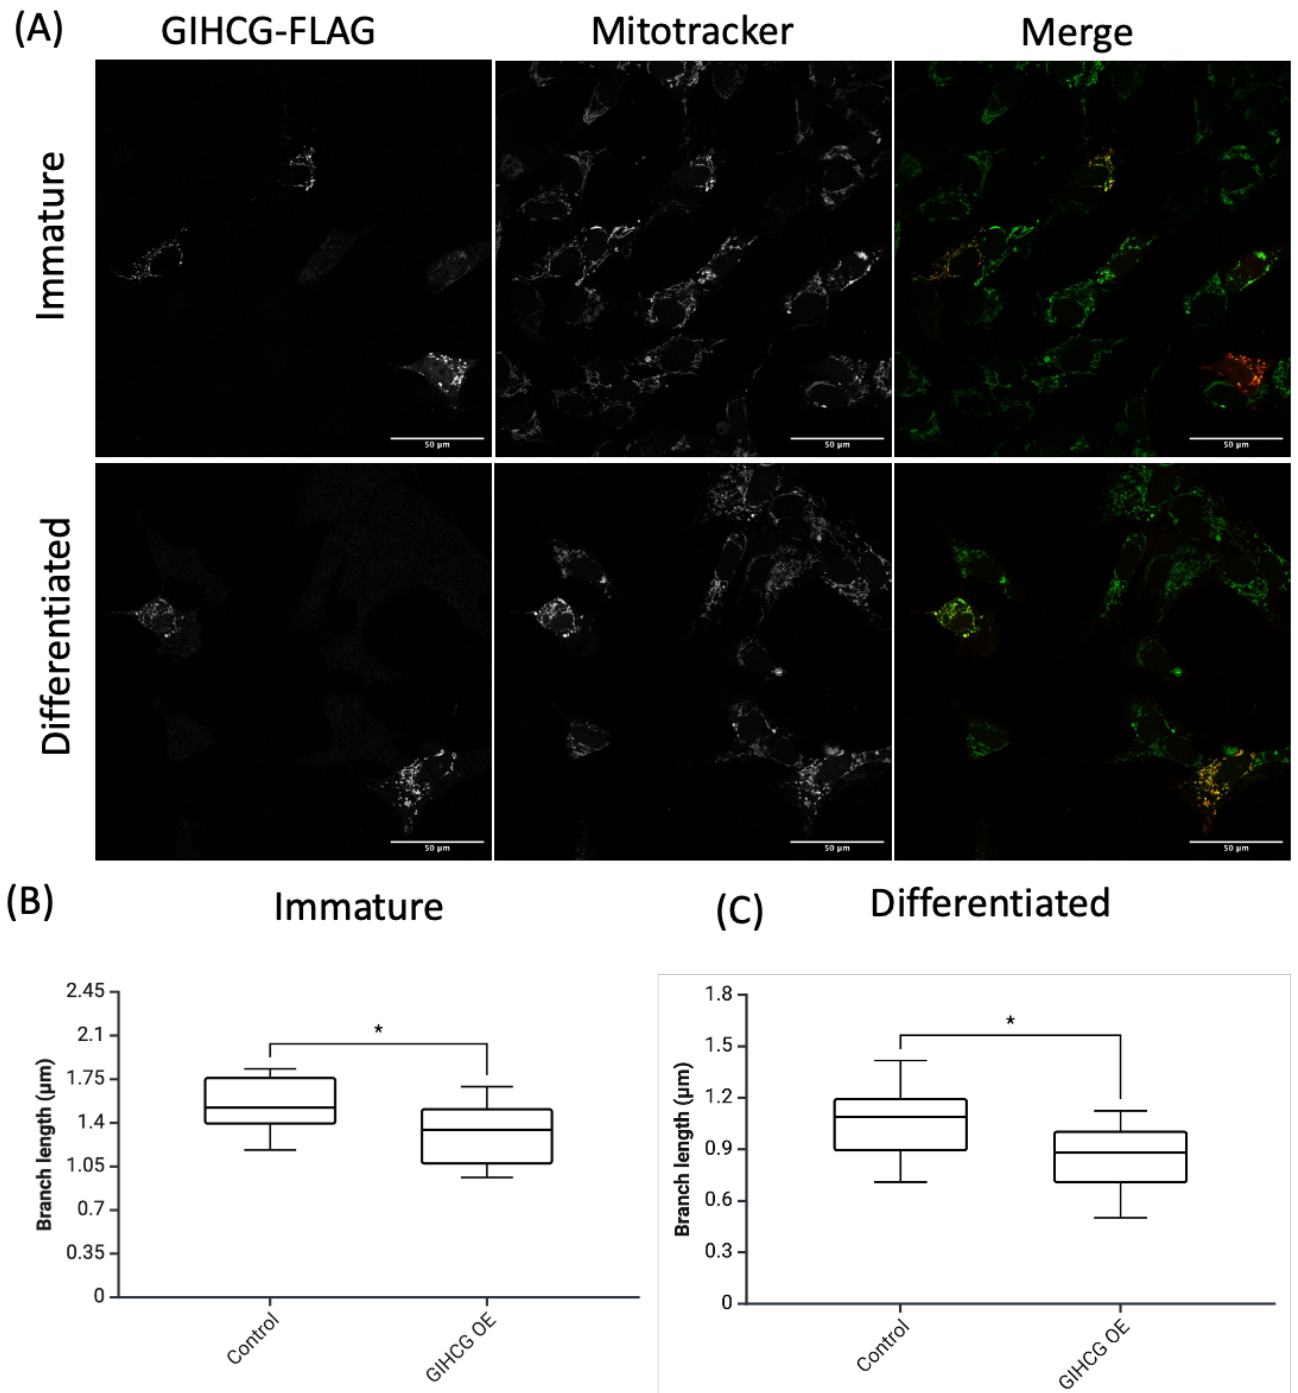 (A)
GIHCG-FLAG Mitotracker Merge
Immature
50 µm 50 µm 50 µm
Differentiated
50 µm 50 µm 50 µm
(B) Immature
2.45
2.1
1.75
1.4
1.05
0.7
0.35
0
Branch length (µm)
*
Control
GIHCG OE
(C) Differentiated
1.8
1.5
1.2
0.9
0.6
0.3
0
Branch length (µm)
*
Control
GIHCG OE